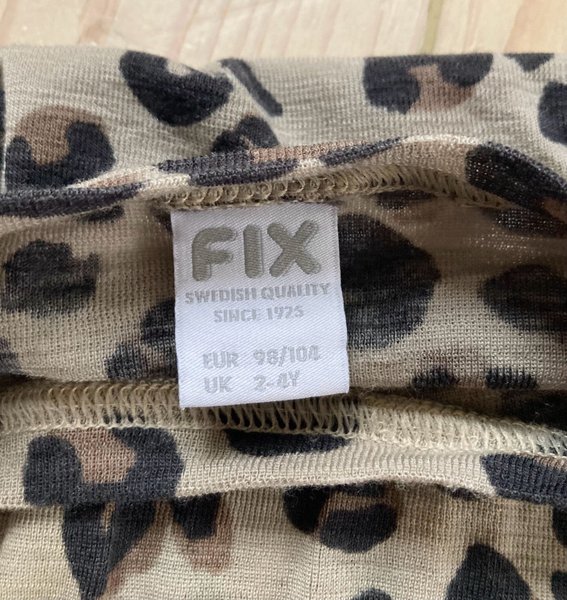 FIX
SWEDISH QUALITY
SINCE 1975
EUR 98/104
UK 2-4Y